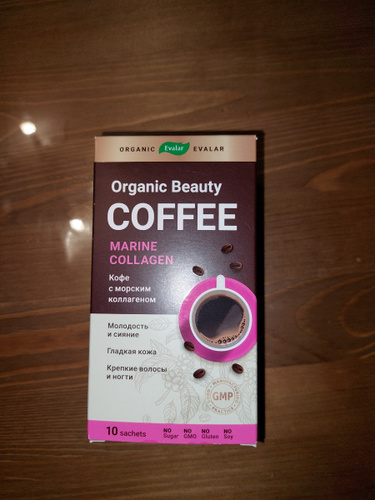 ORGANIC Evalar EVALAR
Organic Beauty
COFFEE
MARINE
COLLAGEN
Кофе
с морским
коллагеном
Молодость
и сияние
Гладкая кожа
Крепкие волосы
и ногти
GMP
10 sachets
NO Sugar NO GMO NO Gluten NO Soy